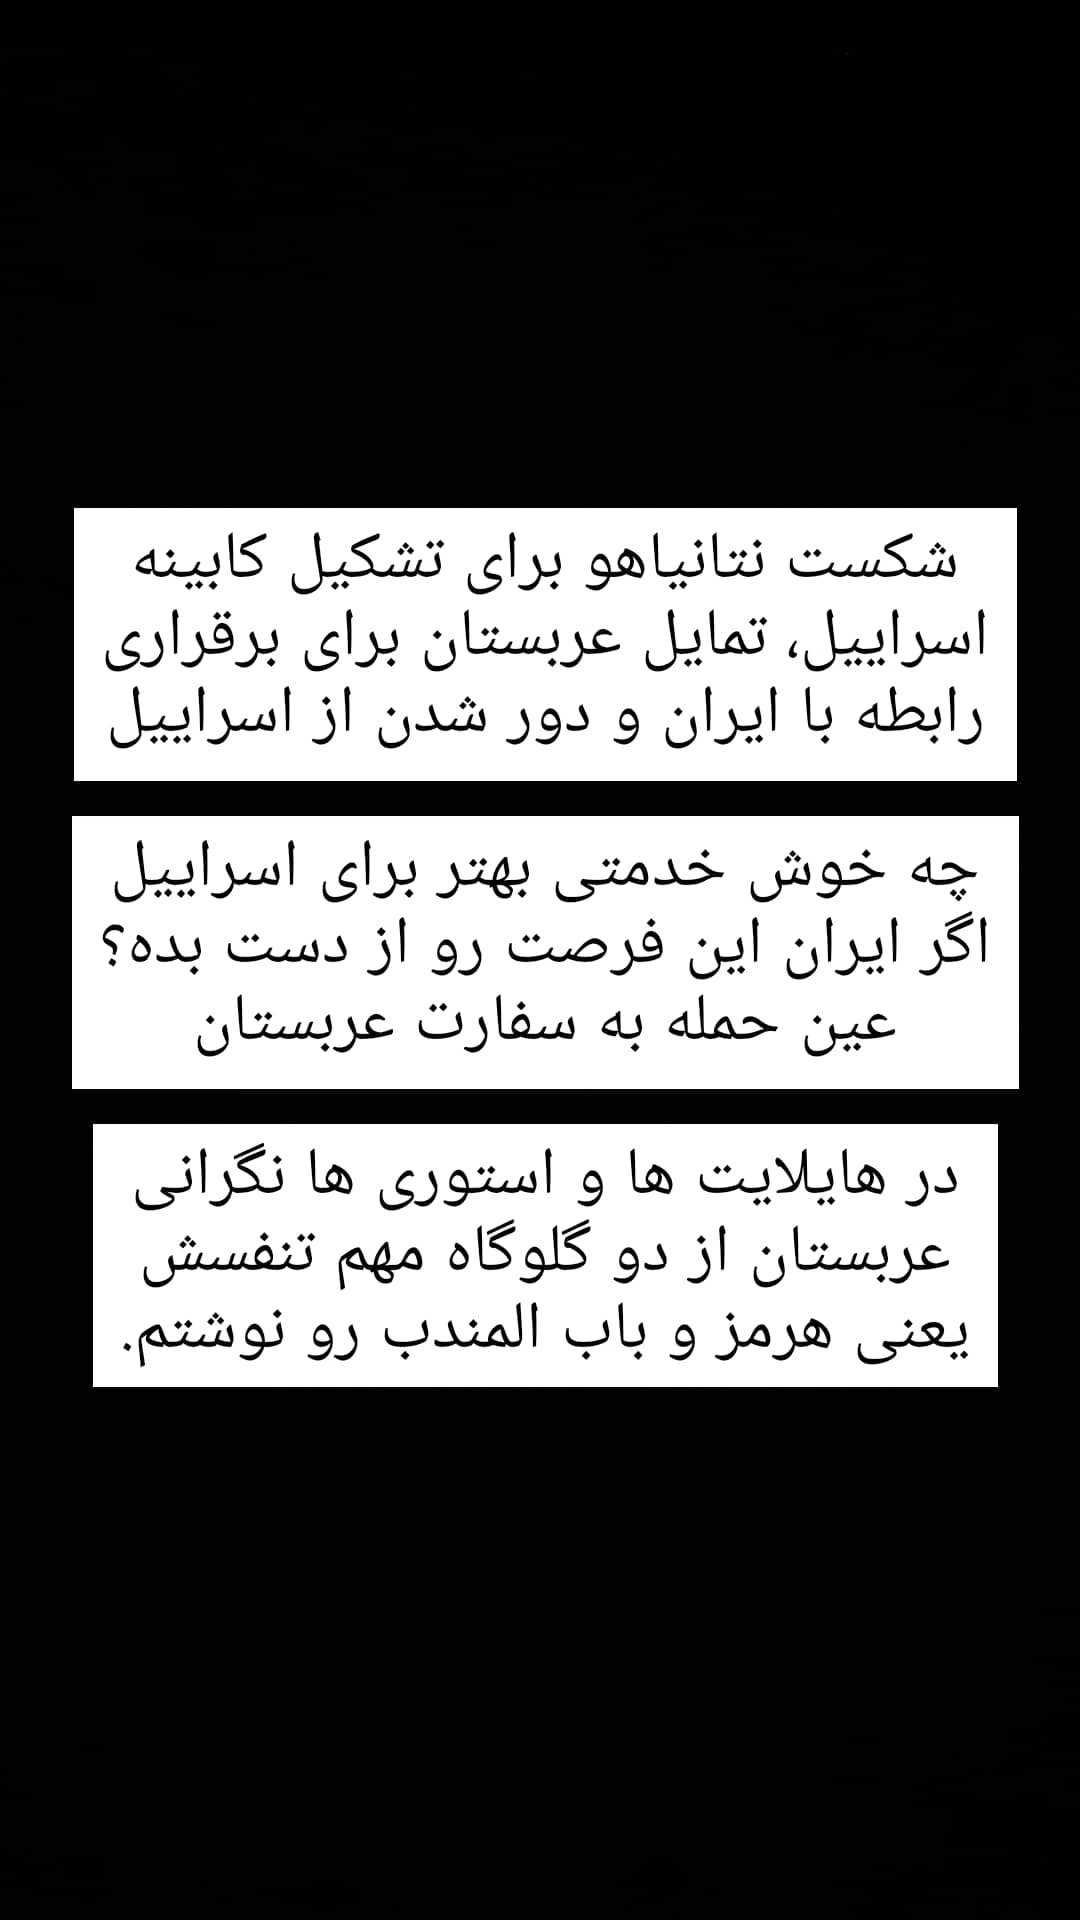 شکست نتانیاهو برای تشکیل کابینه
اسراییل، تمایل عربستان برای برقراری
رابطه با ایران و دور شدن از اسراییل
چه خوش خدمتی بهتر برای اسراییل
اگر ایران این فرصت رو از دست بده؟
عین حمله به سفارت عربستان
در هایلایت ها و استوری ها نگرانی
عربستان از دو گلوگاه مهم تنفسش
یعنی هرمز و باب المندب رو نوشتم.